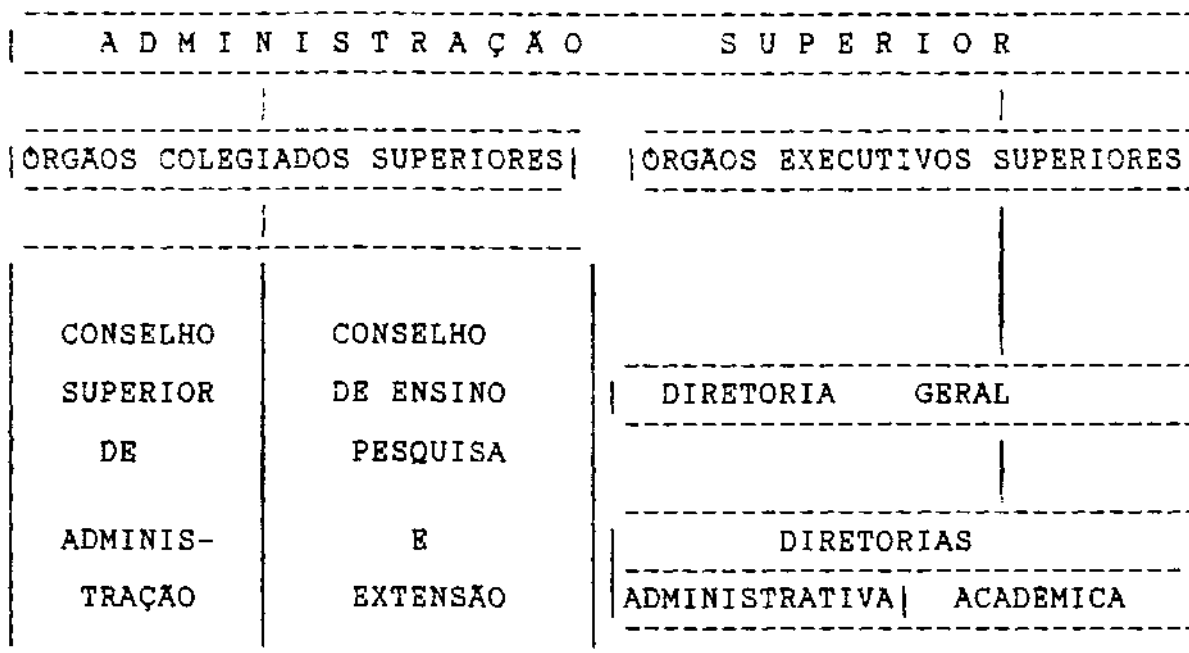 A D M I N I S T R A Ç Ã O S U P E R I O R
ÓRGÃOS COLEGIADOS SUPERIORES
ÓRGÃOS EXECUTIVOS SUPERIORES
CONSELHO
SUPERIOR
DE
ADMINIS-
TRAÇÃO
CONSELHO
DE ENSINO
PESQUISA
E
EXTENSÃO
DIRETORIA GERAL
DIRETORIAS
ADMINISTRATIVA
ACADÊMICA